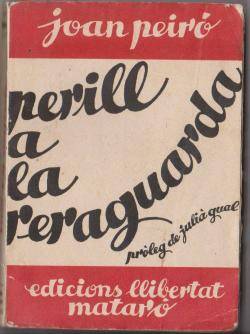 joan peiró
perill
a
la
reraguarda
pròleg de julià gual
edicions llibertat
mataró